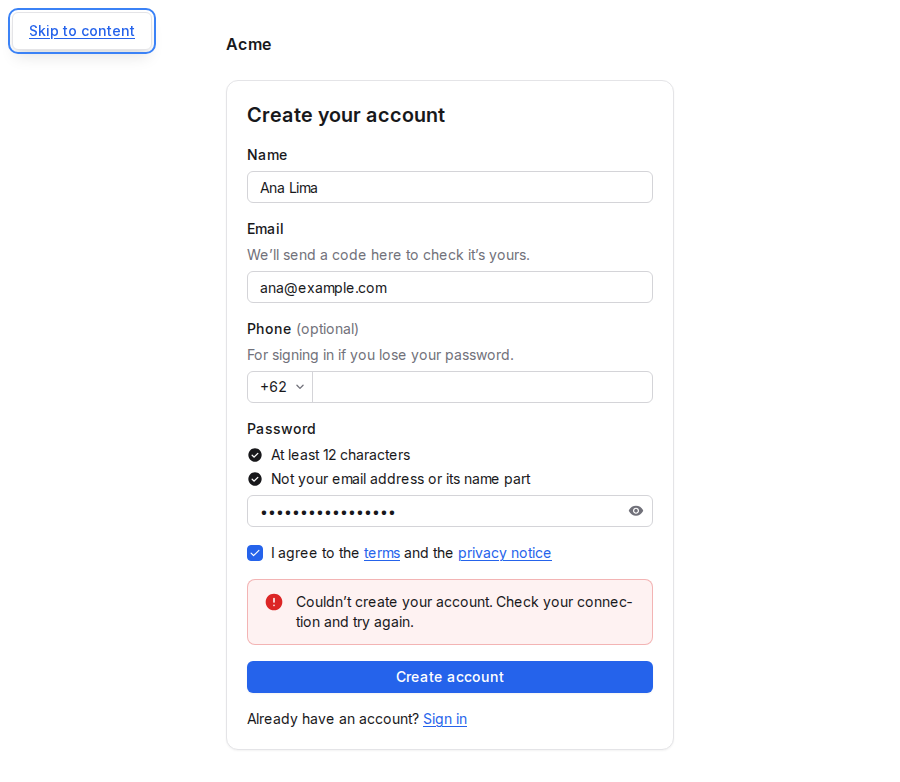 Skip to content
Acme
Create your account
Name
Ana Lima
Email
We’ll send a code here to check it’s yours.
ana@example.com
Phone (optional)
For signing in if you lose your password.
+62
Password
At least 12 characters
Not your email address or its name part
•••••••••••••••••
I agree to the terms and the privacy notice
Couldn’t create your account. Check your connec-
tion and try again.
Create account
Already have an account? Sign in